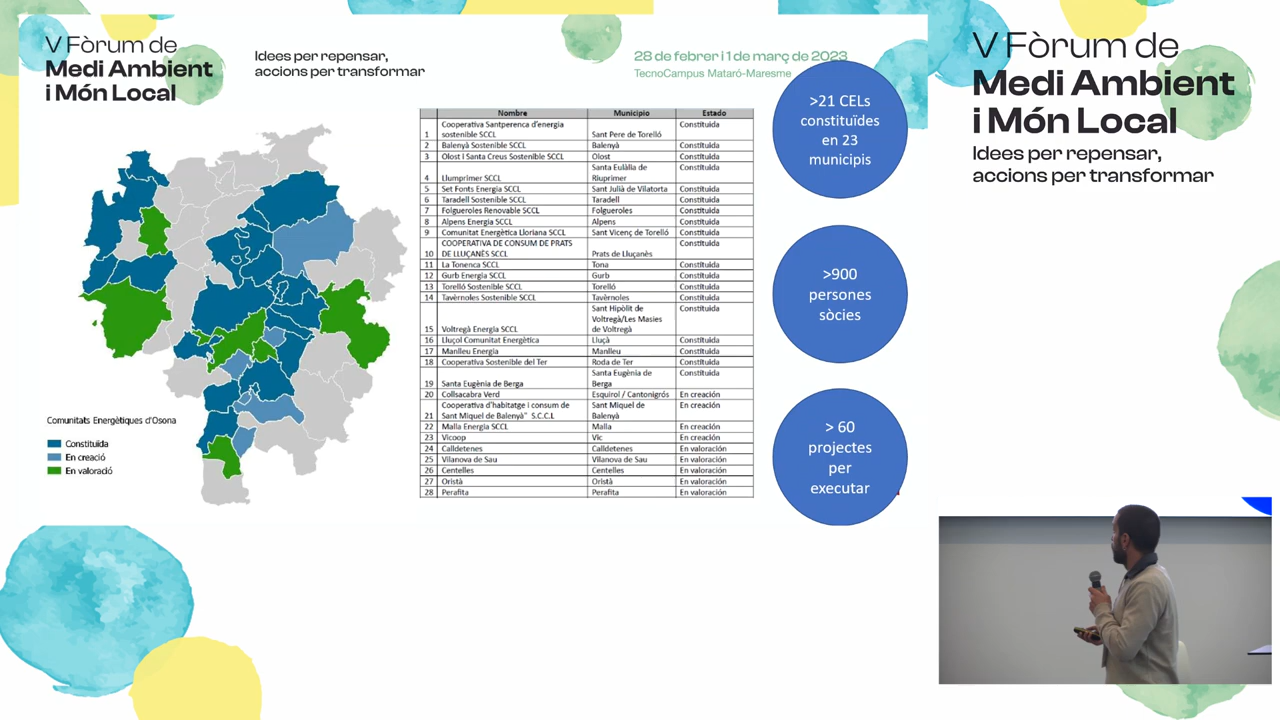 V Fòrum de
Medi Ambient
i Món Local
Idees per repensar,
accions per transformar
28 de febrer i 1 de març de 2023
TecnoCampus Mataró-Maresme
Comunitats Energètiques d'Osona
Constituïda
En creació
En valoració
Nombre Municipio Estado
1 Cooperativa Santperenca d'energia sostenible SCCL Sant Pere de Torelló Constituida
2 Balenyà Sostenible SCCL Balenyà Constituida
3 Olost i Santa Creus Sostenible SCCL Olost Constituida
4 Llumprimer SCCL Santa Eulàlia de Riuprimer Constituida
5 Set Fonts Energia SCCL Sant Julià de Vilatorta Constituida
6 Taradell Sostenible SCCL Taradell Constituida
7 Folgueroles Renovable SCCL Folgueroles Constituida
8 Alpens Energia SCCL Alpens Constituida
9 Comunitat Energètica Lloriana SCCL Sant Vicenç de Torelló Constituida
10 COOPERATIVA DE CONSUM DE PRATS DE LLUÇANÈS SCCL Prats de Lluçanès Constituida
11 La Tonenca SCCL Tona Constituida
12 Gurb Energia SCCL Gurb Constituida
13 Torelló Sostenible SCCL Torelló Constituida
14 Tavèrnoles Sostenible SCCL Tavèrnoles Constituida
15 Voltregà Energia SCCL Sant Hipòlit de Voltregà/Les Masies de Voltregà Constituida
16 Lluçol Comunitat Energètica Lluçà Constituida
17 Manlleu Energia Manlleu Constituida
18 Cooperativa Sostenible del Ter Roda de Ter Constituida
19 Santa Eugènia de Berga Santa Eugènia de Berga Constituida
20 Collsacabra Verd Esquirol / Cantonigrós En creación
21 Cooperativa d'habitatge i consum de Sant Miquel de Balenyà" S.C.C.L Sant Miquel de Balenyà En creación
22 Malla Energia SCCL Malla En creación
23 Vicoop Vic En creación
24 Calldetenes Calldetenes En valoración
25 Vilanova de Sau Vilanova de Sau En valoración
26 Centelles Centelles En valoración
27 Oristà Oristà En valoración
28 Perafita Perafita En valoración
>21 CELs
constituïdes
en 23
municipis
>900
persones
sòcies
> 60
projectes
per
executar
V Fòrum de
Medi Ambient
i Món Local
Idees per repensar,
accions per transformar